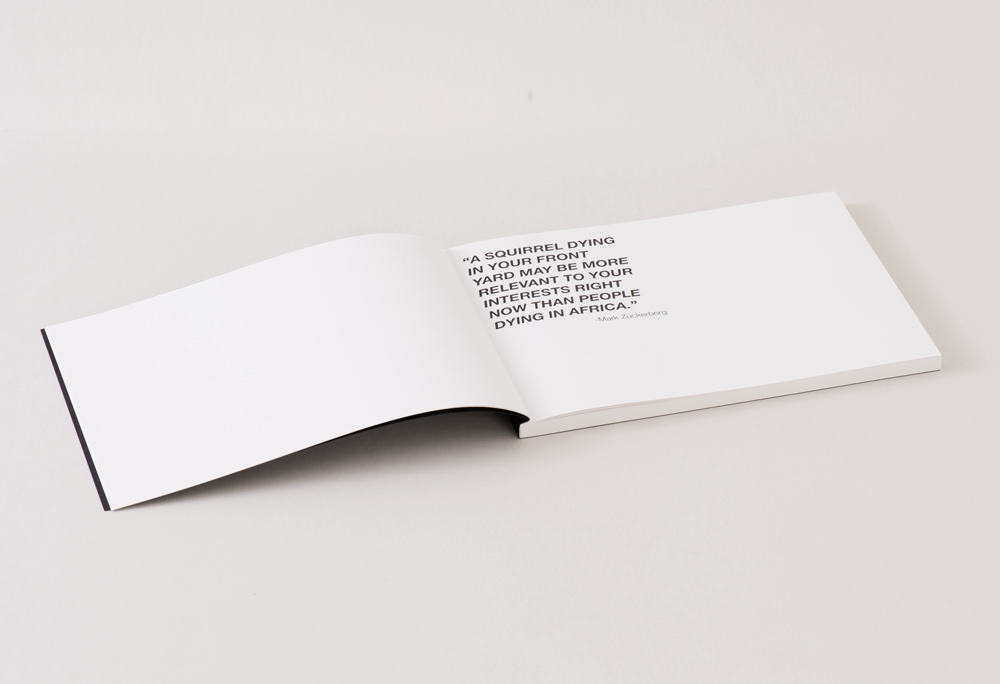 “A SQUIRREL DYING
IN YOUR FRONT
YARD MAY BE MORE
RELEVANT TO YOUR
INTERESTS RIGHT
NOW THAN PEOPLE
DYING IN AFRICA.”
-Mark Zuckerberg